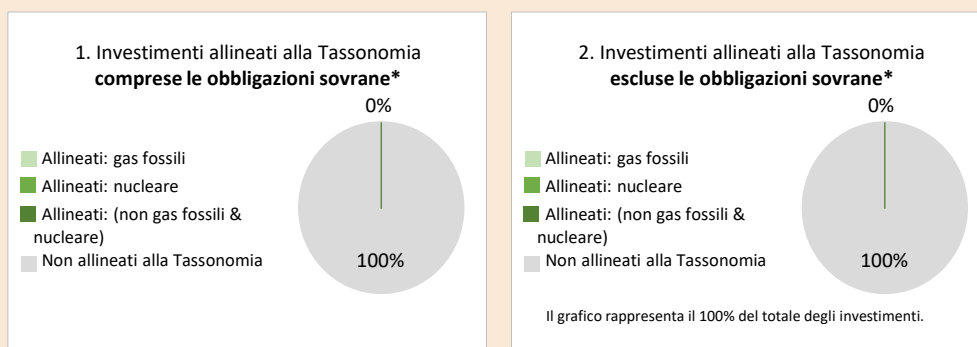 1. Investimenti allineati alla Tassonomia
comprese le obbligazioni sovrane*
0%
Allineati: gas fossili
Allineati: nucleare
Allineati: (non gas fossili &
nucleare)
Non allineati alla Tassonomia
100%
2. Investimenti allineati alla Tassonomia
escluse le obbligazioni sovrane*
0%
Allineati: gas fossili
Allineati: nucleare
Allineati: (non gas fossili &
nucleare)
Non allineati alla Tassonomia
100%
Il grafico rappresenta il 100% del totale degli investimenti.